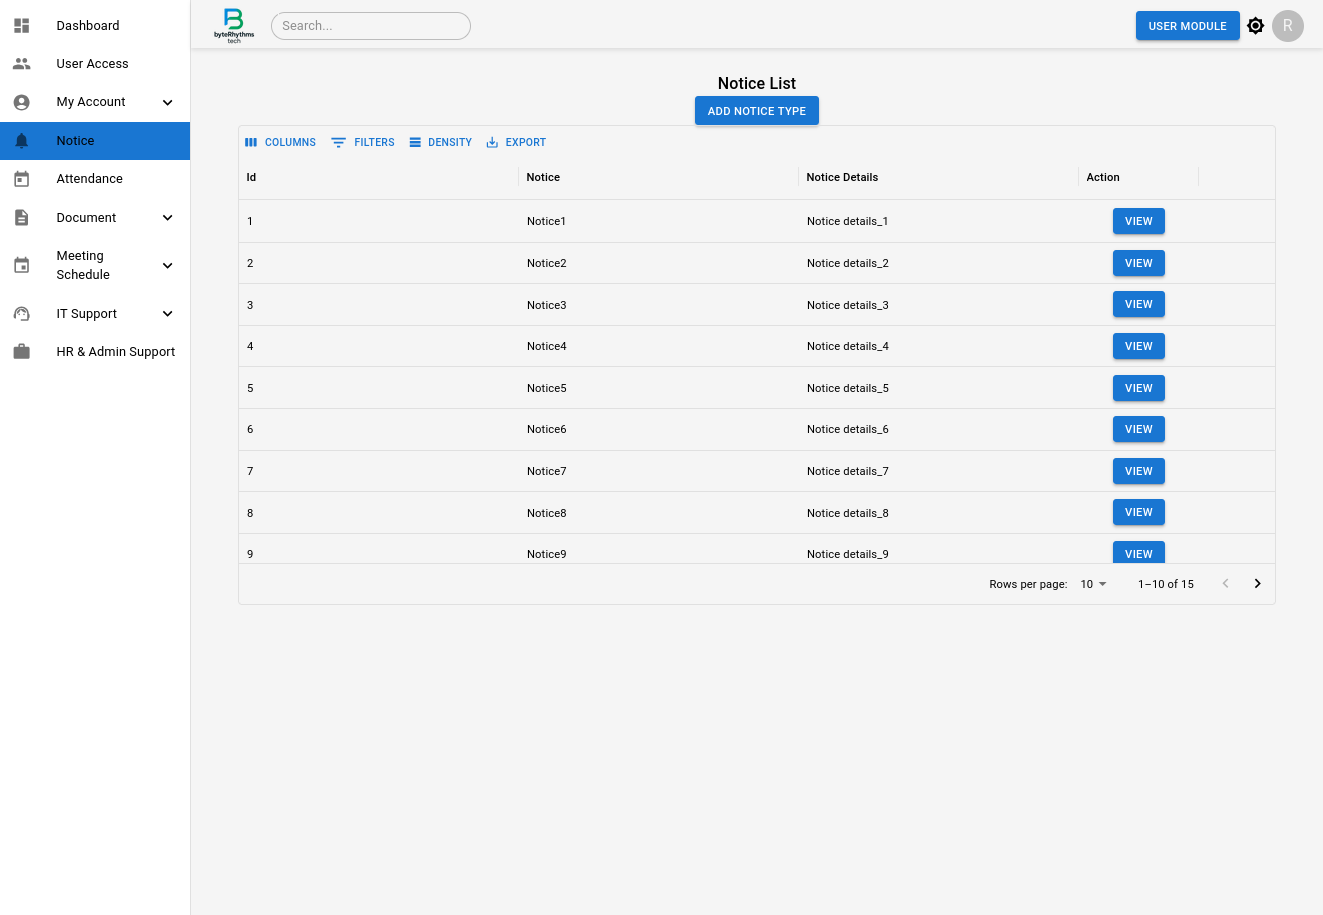 Dashboard
User Access
My Account
Notice
Attendance
Document
Meeting
Schedule
IT Support
HR & Admin Support
byteRhythms
tech
Search...
USER MODULE
R
Notice List
ADD NOTICE TYPE
COLUMNS FILTERS DENSITY EXPORT
Id Notice Notice Details Action
1 Notice1 Notice details_1 VIEW
2 Notice2 Notice details_2 VIEW
3 Notice3 Notice details_3 VIEW
4 Notice4 Notice details_4 VIEW
5 Notice5 Notice details_5 VIEW
6 Notice6 Notice details_6 VIEW
7 Notice7 Notice details_7 VIEW
8 Notice8 Notice details_8 VIEW
9 Notice9 Notice details_9 VIEW
Rows per page: 10 1–10 of 15